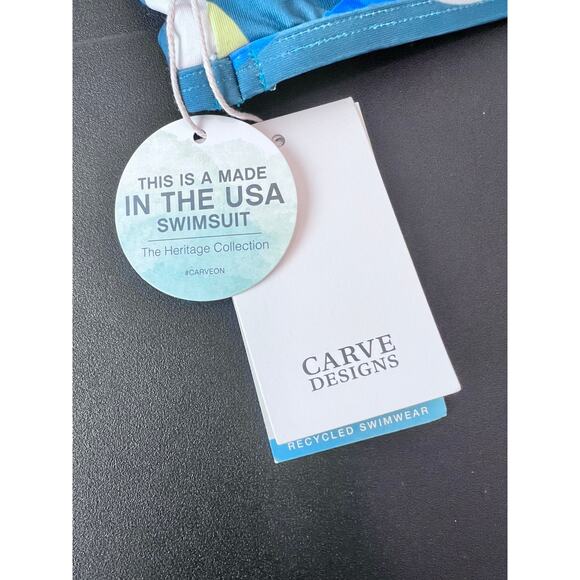 THIS IS A MADE
IN THE USA
SWIMSUIT
The Heritage Collection
#CARVEON
CARVE
DESIGNS
RECYCLED SWIMWEAR